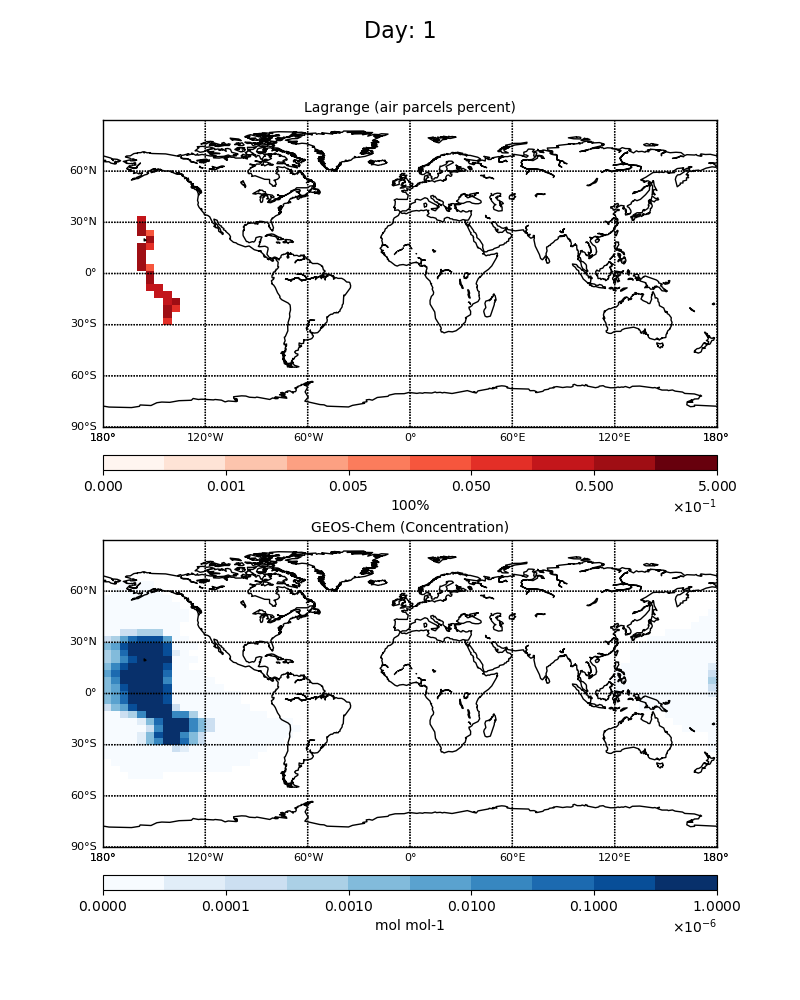 Day: 1
Lagrange (air parcels percent)
60°N
30°N
0°
30°S
60°S
90°S
180° 120°W 60°W 0° 60°E 120°E 180°
0.000 0.001 0.005 0.050 0.500 5.000
100% ×10⁻¹
GEOS-Chem (Concentration)
60°N
30°N
0°
30°S
60°S
90°S
180° 120°W 60°W 0° 60°E 120°E 180°
0.0000 0.0001 0.0010 0.0100 0.1000 1.0000
mol mol-1 ×10⁻⁶